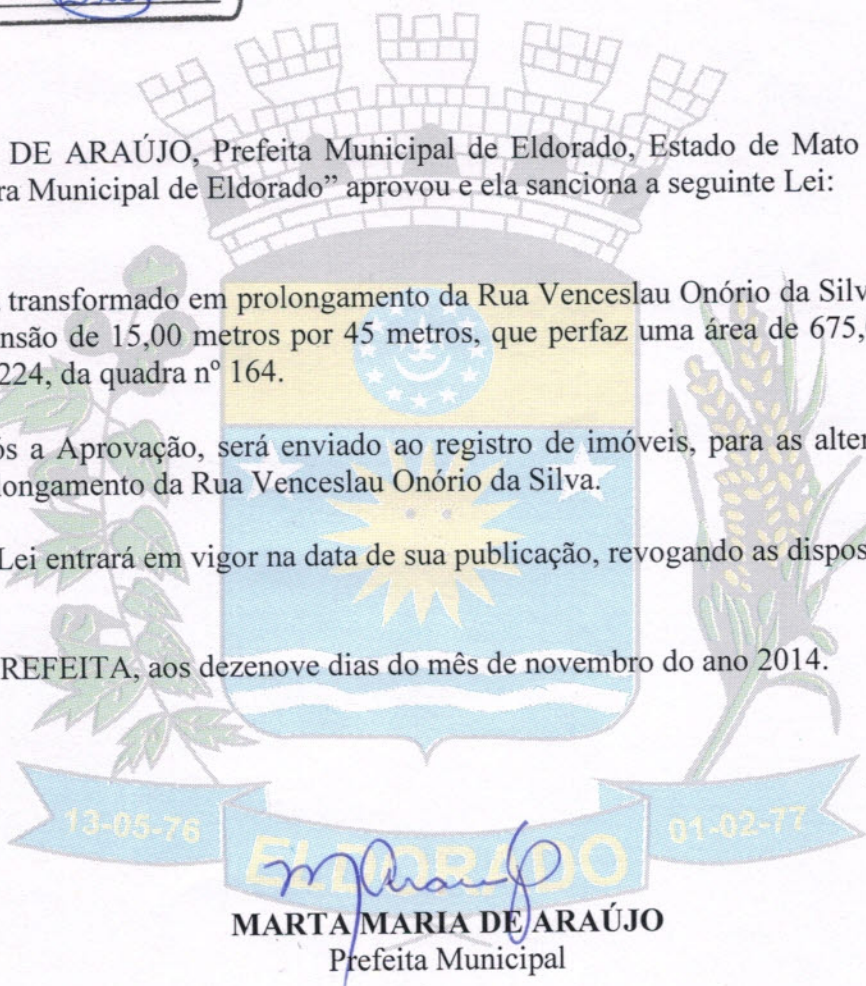 DE ARAÚJO, Prefeita Municipal de Eldorado, Estado de Mato
ra Municipal de Eldorado” aprovou e ela sanciona a seguinte Lei:
transformado em prolongamento da Rua Venceslau Onório da Silv
nsão de 15,00 metros por 45 metros, que perfaz uma área de 675,
224, da quadra nº 164.
ós a Aprovação, será enviado ao registro de imóveis, para as alter
longamento da Rua Venceslau Onório da Silva.
Lei entrará em vigor na data de sua publicação, revogando as dispos
REFEITA, aos dezenove dias do mês de novembro do ano 2014.
13-05-76
ELDORADO
01-02-77
MARTA MARIA DE ARAÚJO
Prefeita Municipal